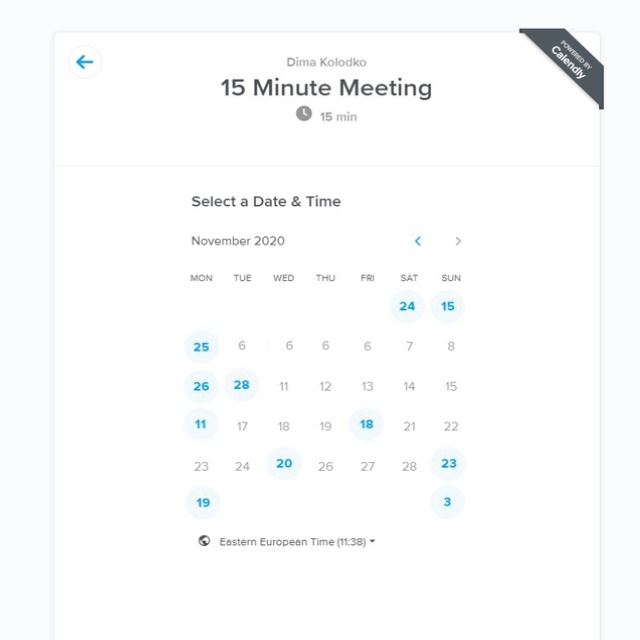 POWERED BY
Calendly
Dima Kolodko
15 Minute Meeting
15 min
Select a Date & Time
November 2020
MON TUE WED THU FRI SAT SUN
24 15
25 6 6 6 6 7 8
26 28 11 12 13 14 15
11 17 18 19 18 21 22
23 24 20 26 27 28 23
19 3
Eastern European Time (11:38)